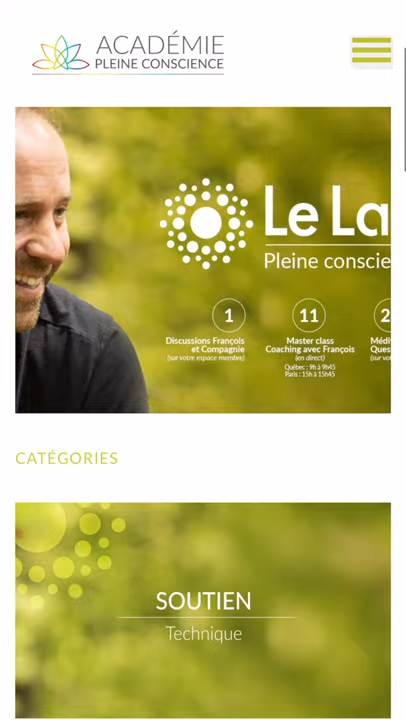 ACADÉMIE
PLEINE CONSCIENCE
Le La
Pleine conscie
1
Discussions François
et Compagnie
(sur votre espace membre)
11
Master class
Coaching avec François
(en direct)
Québec : 9h à 9h45
Paris : 15h à 15h45
2
Médi
Ques
(sur vo
CATÉGORIES
SOUTIEN
Technique